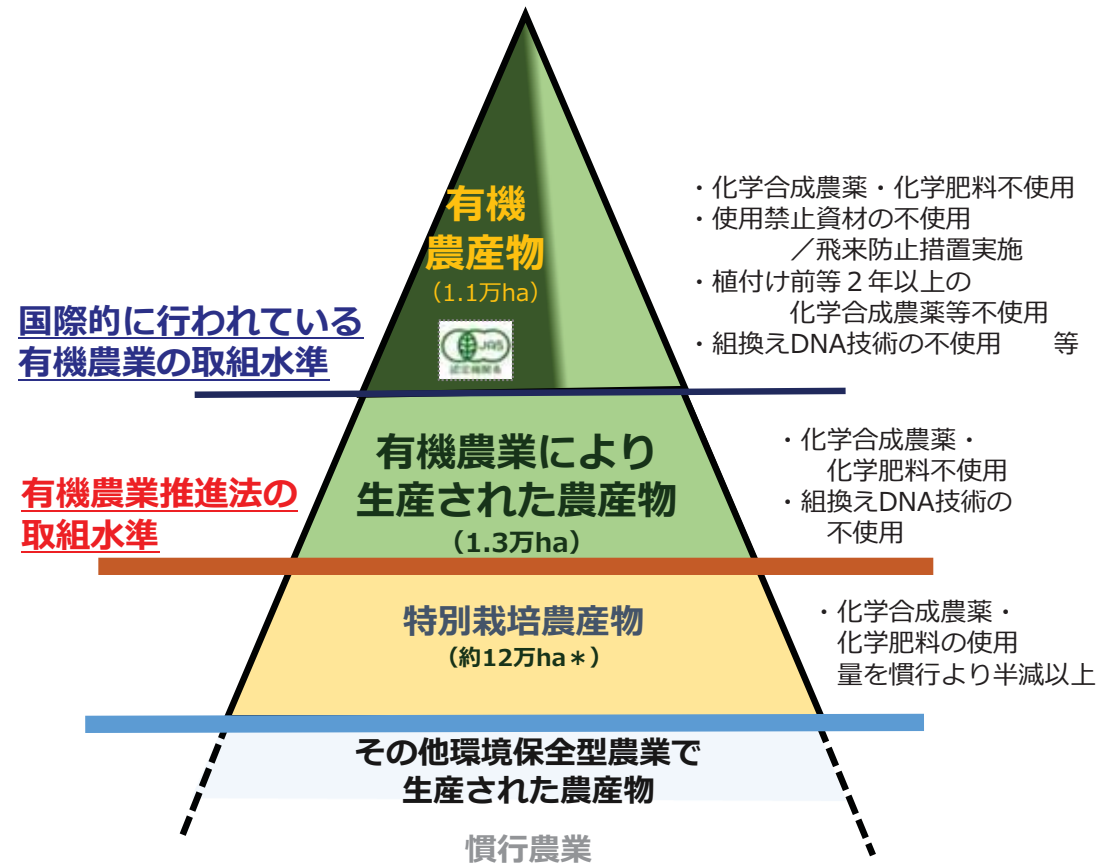 有機
農産物
（1.1万ha）
JAS
認定機関名
・化学合成農薬・化学肥料不使用
・使用禁止資材の不使用
／飛来防止措置実施
・植付け前等２年以上の
化学合成農薬等不使用
・組換えDNA技術の不使用　　等
国際的に行われている
有機農業の取組水準
有機農業により
生産された農産物
（1.3万ha）
・化学合成農薬・
化学肥料不使用
・組換えDNA技術の
不使用
有機農業推進法の
取組水準
特別栽培農産物
（約12万ha＊）
・化学合成農薬・
化学肥料の使用
量を慣行より半減以上
その他環境保全型農業で
生産された農産物
慣行農業